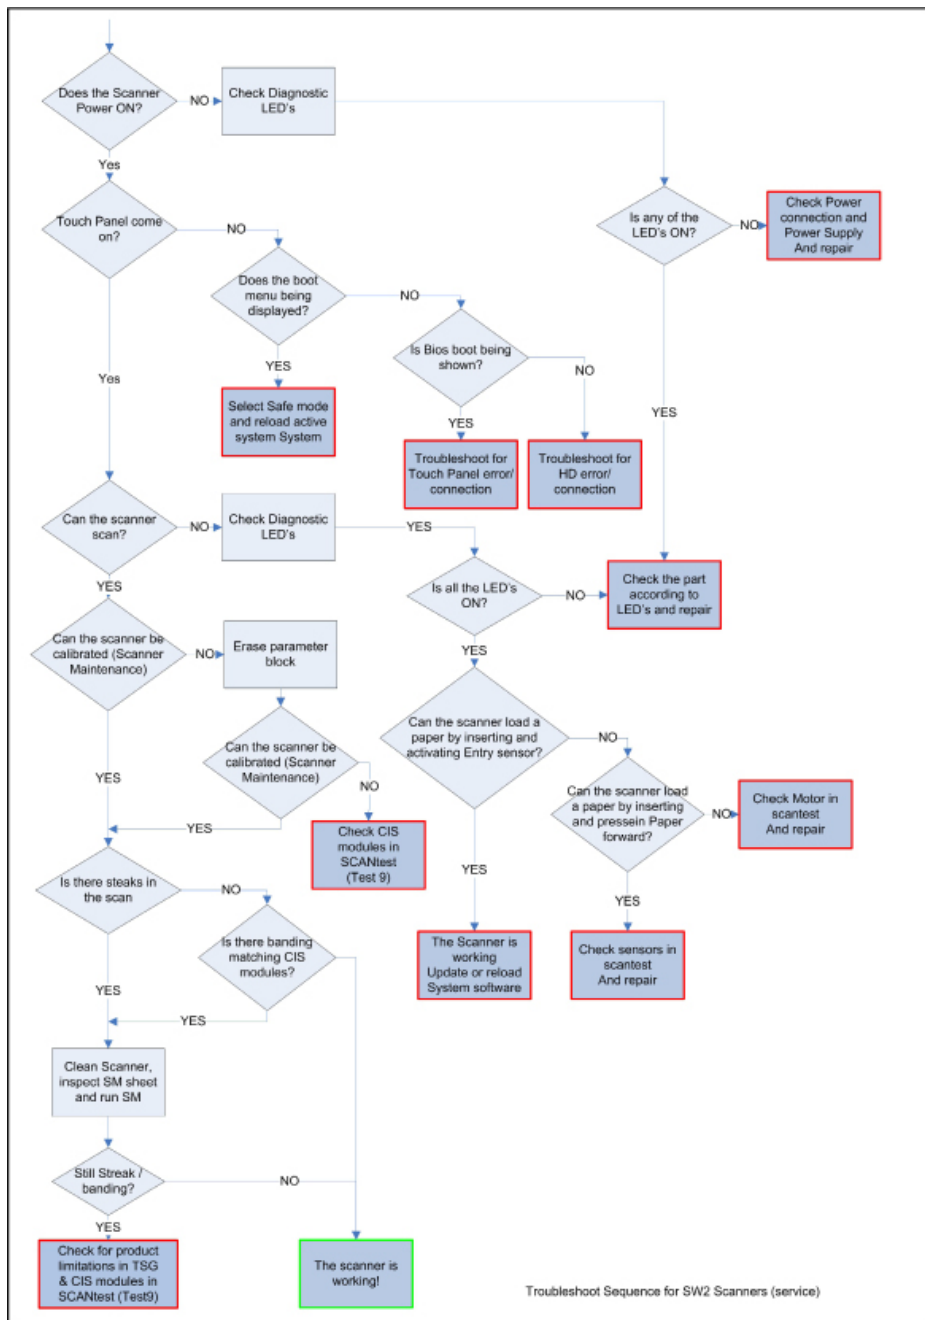 Does the Scanner
Power ON?
NO
Check Diagnostic
LED's
Yes
Touch Panel come
on?
NO
Is any of the
LED's ON?
NO
Check Power
connection and
Power Supply
And repair
Does the boot
menu being
displayed?
NO
Is Bios boot being
shown?
NO
YES
Yes
Select Safe mode
and reload active
system System
YES
YES
Troubleshoot for
Touch Panel error/
connection
Troubleshoot for
HD error/
connection
Can the scanner
scan?
NO
Check Diagnostic
LED's
YES
Is all the LED's
ON?
NO
Check the part
according to
LED's and repair
YES
Can the scanner be
calibrated (Scanner
Maintenance)
NO
Erase parameter
block
YES
Can the scanner load a
paper by inserting and
activating Entry sensor?
NO
Can the scanner be
calibrated (Scanner
Maintenance)
NO
YES
YES
Can the scanner load
a paper by inserting
and pressein Paper
forward?
NO
Check Motor in
scantest
And repair
Check CIS
modules in
SCANtest
(Test 9)
Is there steaks in
the scan
NO
YES
YES
Is there banding
matching CIS
modules?
The Scanner is
working
Update or reload
System software
Check sensors in
scantest
And repair
YES
YES
Clean Scanner,
inspect SM sheet
and run SM
Still Streak /
banding?
NO
YES
Check for product
limitations in TSG
& CIS modules in
SCANtest (Test9)
The scanner is
working!
Troubleshoot Sequence for SW2 Scanners (service)